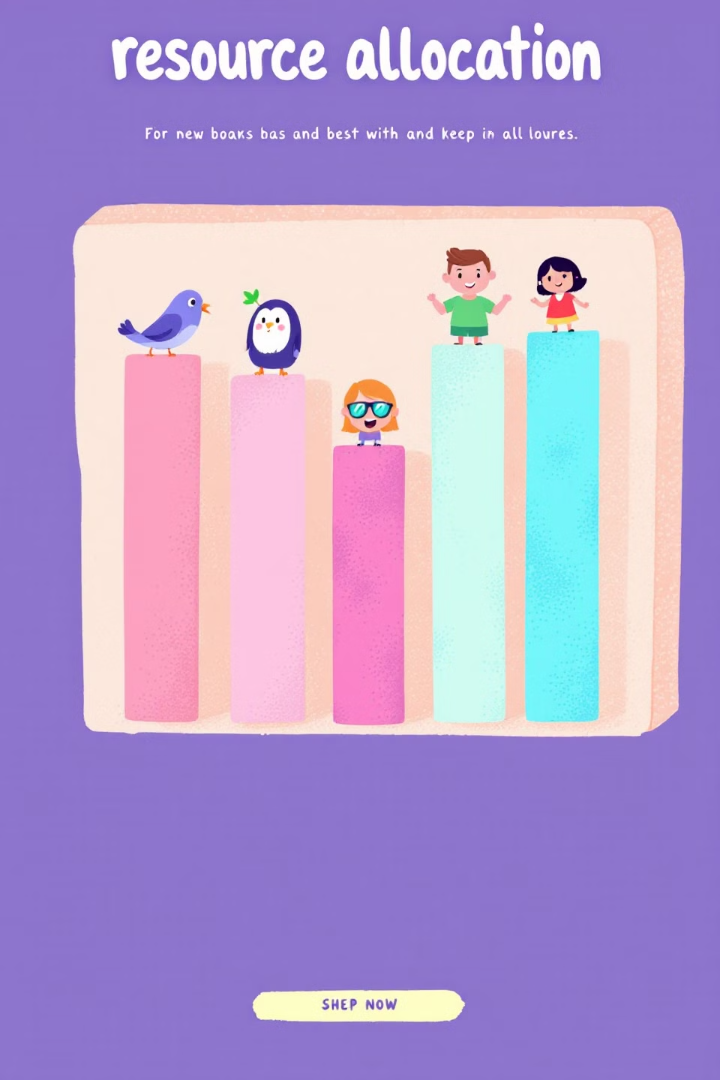 resource allocation
For new boaks bas and best with and keep in all loures.
SHEP NOW